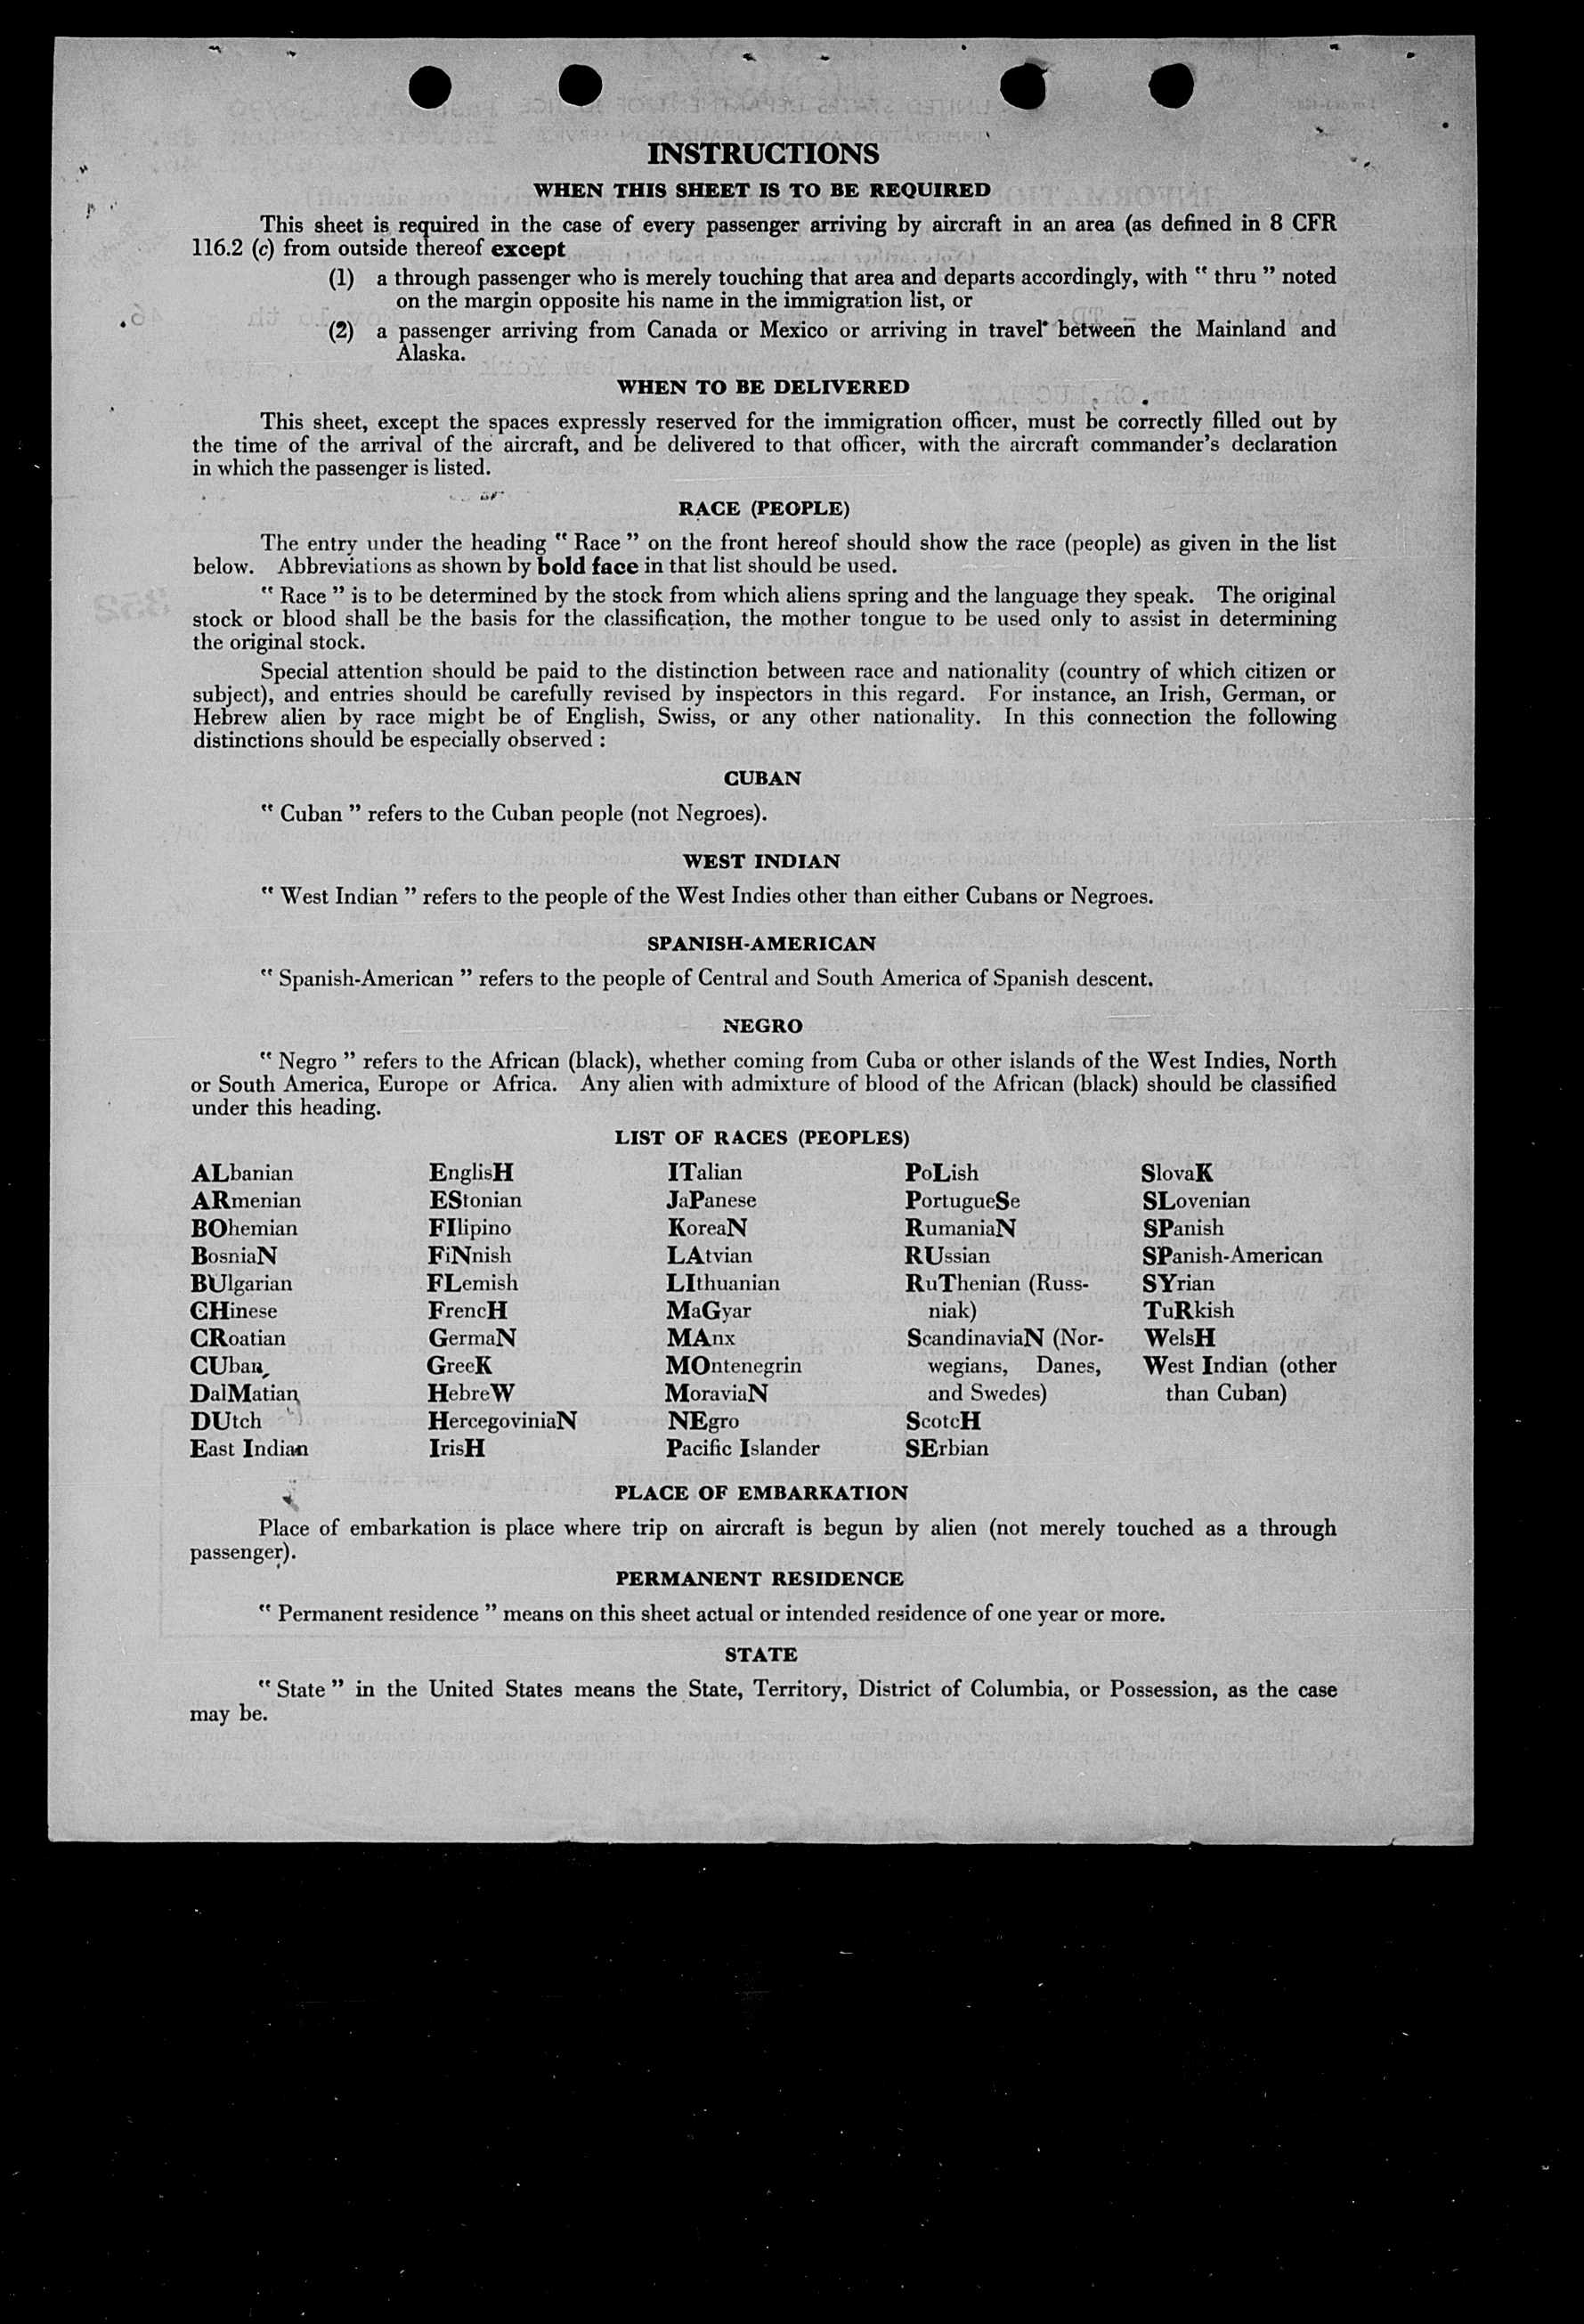 INSTRUCTIONS
WHEN THIS SHEET IS TO BE REQUIRED
This sheet is required in the case of every passenger arriving by aircraft in an area (as defined in 8 CFR
116.2 (c) from outside thereof except
(1) a through passenger who is merely touching that area and departs accordingly, with " thru " noted
on the margin opposite his name in the immigration list, or
(2) a passenger arriving from Canada or Mexico or arriving in travel between the Mainland and
Alaska.
WHEN TO BE DELIVERED
This sheet, except the spaces expressly reserved for the immigration officer, must be correctly filled out by
the time of the arrival of the aircraft, and be delivered to that officer, with the aircraft commander's declaration
in which the passenger is listed.
RACE (PEOPLE)
The entry under the heading " Race " on the front hereof should show the race (people) as given in the list
below. Abbreviations as shown by bold face in that list should be used.
" Race " is to be determined by the stock from which aliens spring and the language they speak. The original
stock or blood shall be the basis for the classification, the mother tongue to be used only to assist in determining
the original stock.
Special attention should be paid to the distinction between race and nationality (country of which citizen or
subject), and entries should be carefully revised by inspectors in this regard. For instance, an Irish, German, or
Hebrew alien by race might be of English, Swiss, or any other nationality. In this connection the following
distinctions should be especially observed :
CUBAN
" Cuban " refers to the Cuban people (not Negroes).
WEST INDIAN
" West Indian " refers to the people of the West Indies other than either Cubans or Negroes.
SPANISH-AMERICAN
" Spanish-American " refers to the people of Central and South America of Spanish descent.
NEGRO
" Negro " refers to the African (black), whether coming from Cuba or other islands of the West Indies, North
or South America, Europe or Africa. Any alien with admixture of blood of the African (black) should be classified
under this heading.
LIST OF RACES (PEOPLES)
ALbanian
ARmenian
BOhemian
BosniaN
BUlgarian
CHinese
CRoatian
CUban
DalMatian
DUtch
East Indian
EnglisH
EStonian
FIlipino
FiNnish
FLemish
FrencH
GermaN
GreeK
HebreW
HercegoviniaN
IrisH
ITalian
JaPanese
KoreaN
LAtvian
LIthuanian
MaGyar
MAnx
MOntenegrin
MoraviaN
NEgro
Pacific Islander
PoLish
PortugueSe
RumaniaN
RUssian
RuThenian (Russ-
niak)
ScandinaviaN (Nor-
wegians, Danes,
and Swedes)
ScotcH
SErbian
SlovaK
SLovenian
SPanish
SPanish-American
SYrian
TuRkish
WelsH
West Indian (other
than Cuban)
PLACE OF EMBARKATION
Place of embarkation is place where trip on aircraft is begun by alien (not merely touched as a through
passenger).
PERMANENT RESIDENCE
" Permanent residence " means on this sheet actual or intended residence of one year or more.
STATE
" State " in the United States means the State, Territory, District of Columbia, or Possession, as the case
may be.